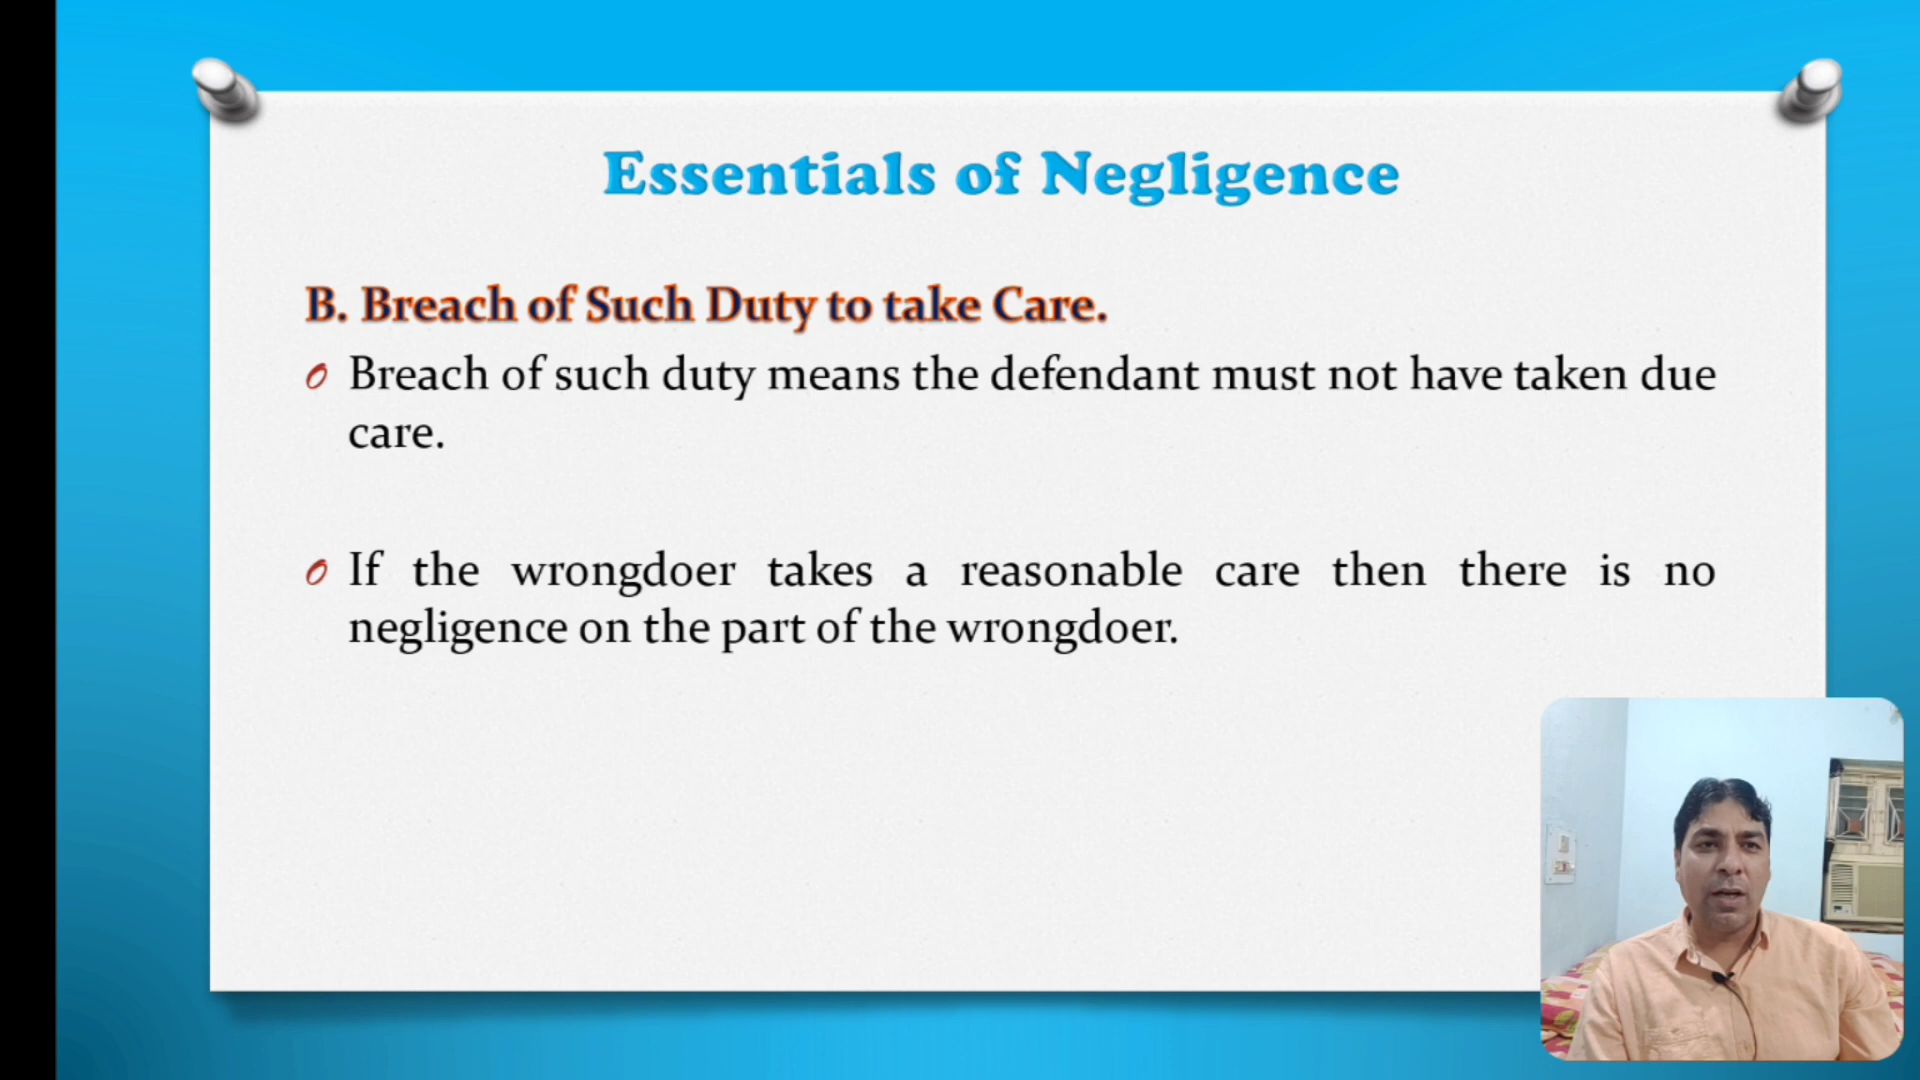 Essentials of Negligence
B. Breach of Such Duty to take Care.
Breach of such duty means the defendant must not have taken due
care.
If the wrongdoer takes a reasonable care then there is no
negligence on the part of the wrongdoer.